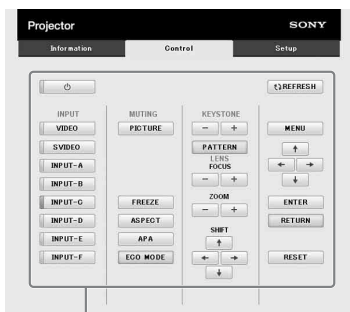 Projector SONY
Information Control Setup
REFRESH
INPUT MUTING KEYSTONE
VIDEO PICTURE − + MENU
SVIDEO PATTERN
LENS
INPUT-A FOCUS
INPUT-B − +
INPUT-C FREEZE ZOOM ENTER
− +
INPUT-D ASPECT RETURN
INPUT-E APA SHIFT
INPUT-F ECO MODE RESET